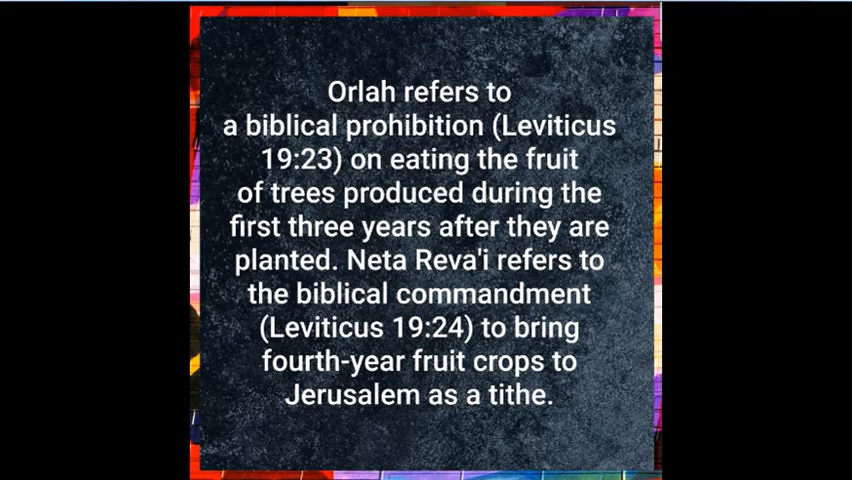 Orlah refers to
a biblical prohibition (Leviticus
19:23) on eating the fruit
of trees produced during the
first three years after they are
planted. Neta Reva'i refers to
the biblical commandment
(Leviticus 19:24) to bring
fourth-year fruit crops to
Jerusalem as a tithe.